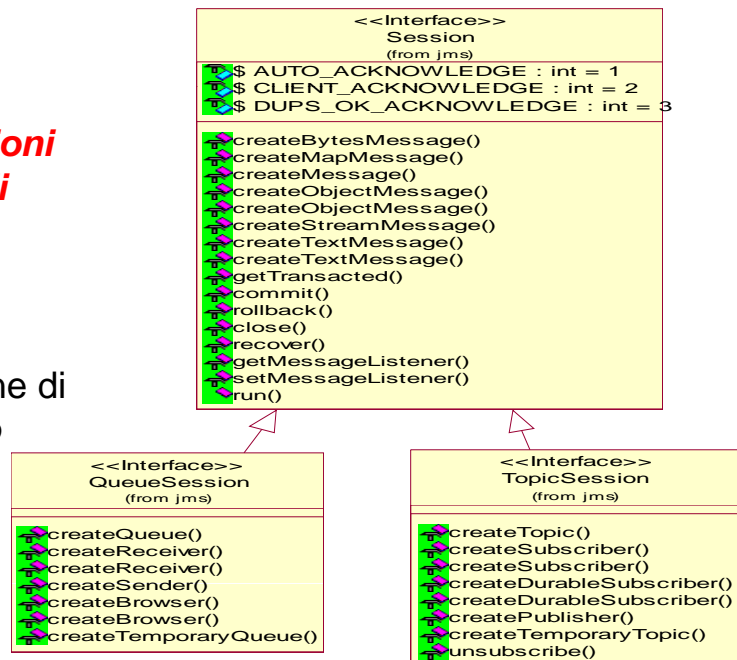 <<Interface>>
Session
(from jms)
$ AUTO_ACKNOWLEDGE : int = 1
$ CLIENT_ACKNOWLEDGE : int = 2
$ DUPS_OK_ACKNOWLEDGE : int = 3
oni
i
createBytesMessage()
createMapMessage()
createMessage()
createObjectMessage()
createObjectMessage()
createStreamMessage()
createTextMessage()
createTextMessage()
getTransacted()
commit()
rollback()
close()
recover()
getMessageListener()
setMessageListener()
run()
ne di
<<Interface>>
QueueSession
(from jms)
createQueue()
createReceiver()
createReceiver()
createSender()
createBrowser()
createBrowser()
createTemporaryQueue()
<<Interface>>
TopicSession
(from jms)
createTopic()
createSubscriber()
createSubscriber()
createDurableSubscriber()
createDurableSubscriber()
createPublisher()
createTemporaryTopic()
unsubscribe()